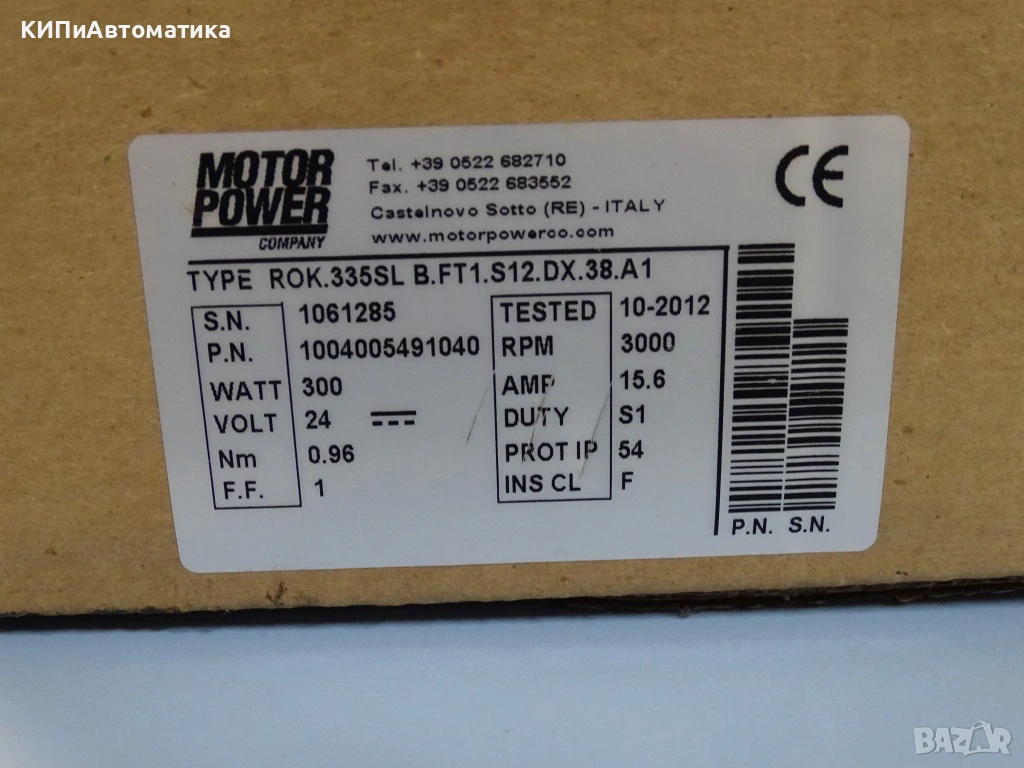 КИПиАвтоматика
MOTOR
POWER
COMPANY
Tel. +39 0522 682710
Fax. +39 0522 683552
Castelnovo Sotto (RE) - ITALY
www.motorpowerco.com
TYPE ROK.335SL B.FT1.S12.DX.38.A1
S.N. 1061285 TESTED 10-2012
P.N. 1004005491040 RPM 3000
WATT 300 AMP 15.6
VOLT 24 DUTY S1
Nm 0.96 PROT IP 54
F.F. 1 INS CL F
P.N. S.N.
CE
BAZAR